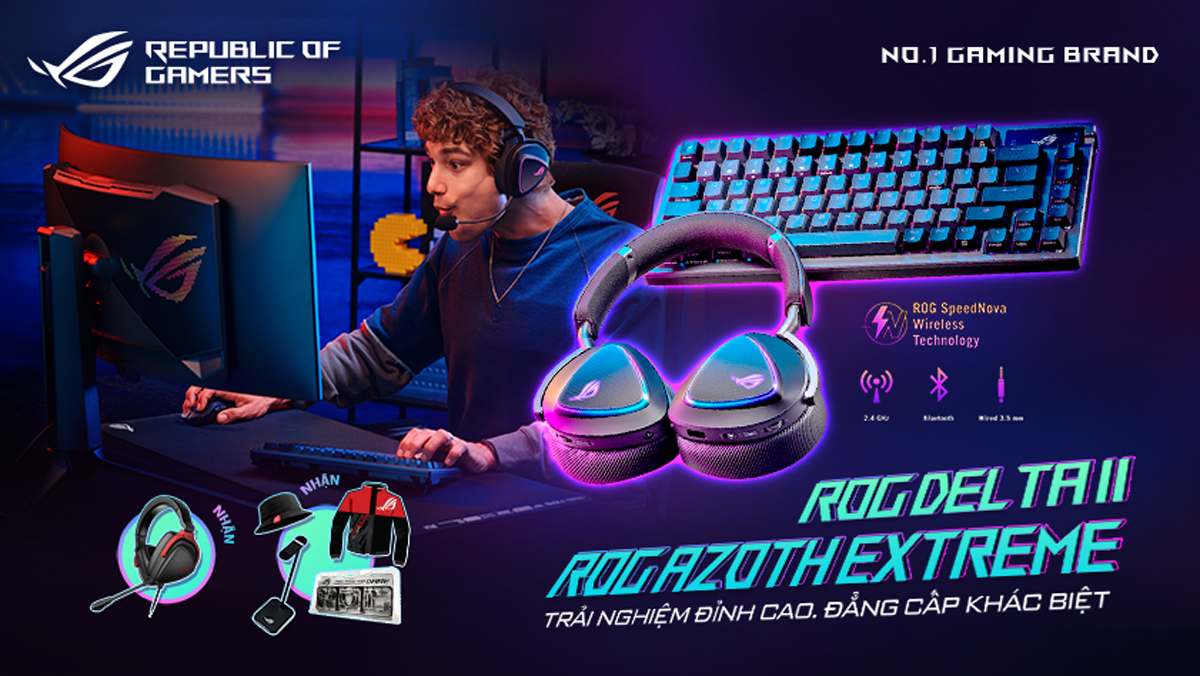 REPUBLIC OF
GAMERS
NO.1 GAMING BRAND
ROG SpeedNova
Wireless
Technology
2.4 GHz
Bluetooth
Wired 3.5 mm
NHẬN
NHẬN
ROG DELTA II
ROG AZOTH EXTREME
TRẢI NGHIỆM ĐỈNH CAO. ĐẲNG CẤP KHÁC BIỆT